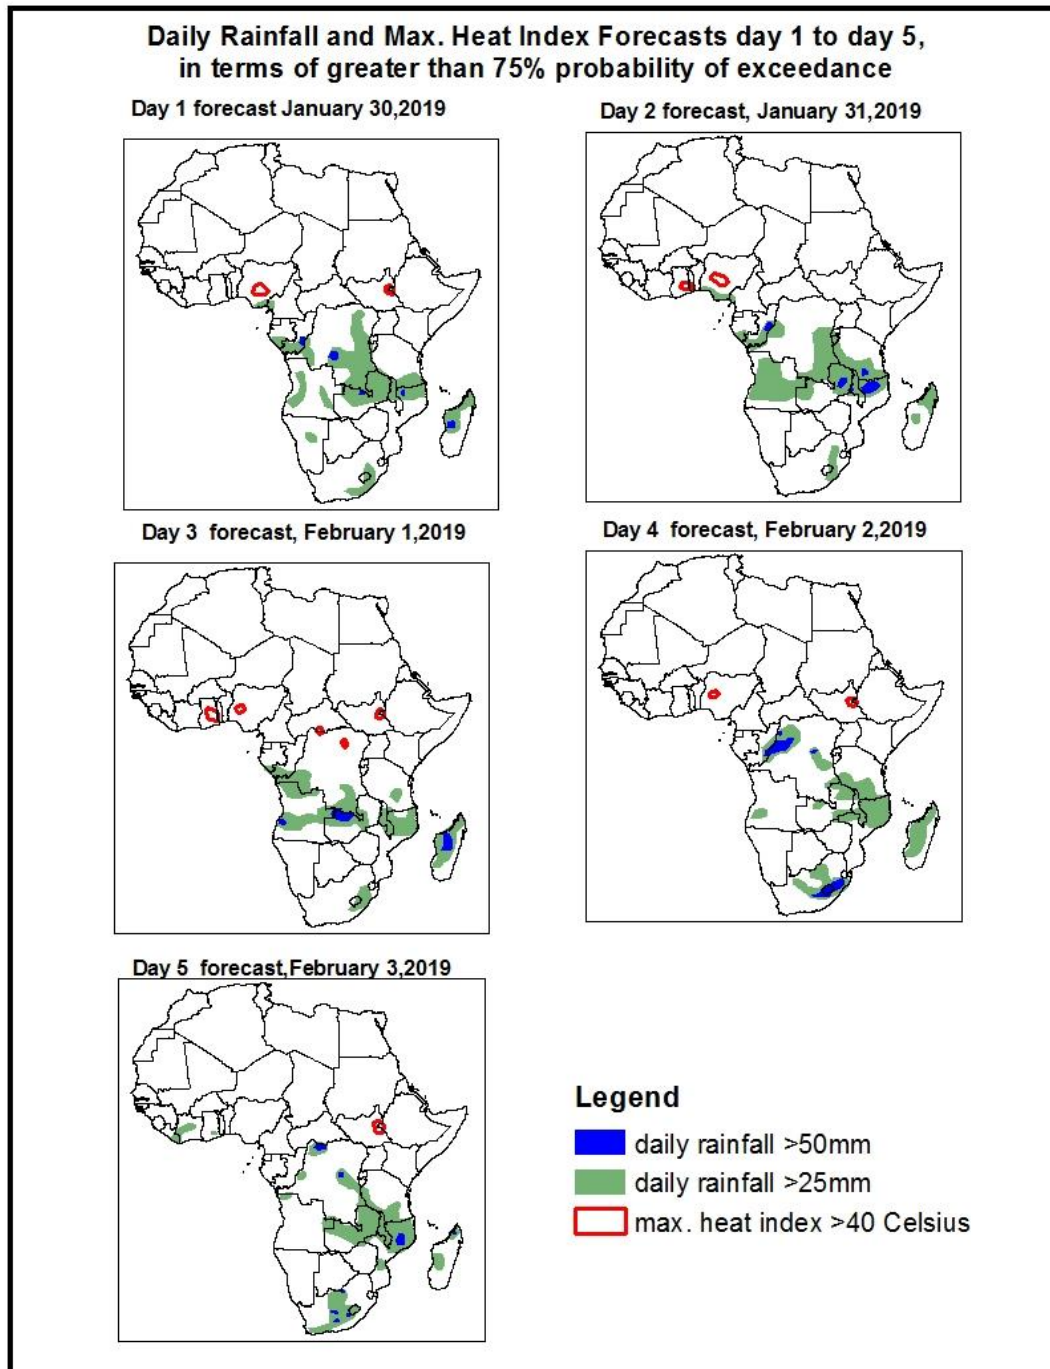 Daily Rainfall and Max. Heat Index Forecasts day 1 to day 5,
in terms of greater than 75% probability of exceedance
Day 1 forecast January 30,2019
Day 2 forecast, January 31,2019
Day 3 forecast, February 1,2019
Day 4 forecast, February 2,2019
Day 5 forecast,February 3,2019
Legend
daily rainfall >50mm
daily rainfall >25mm
max. heat index >40 Celsius